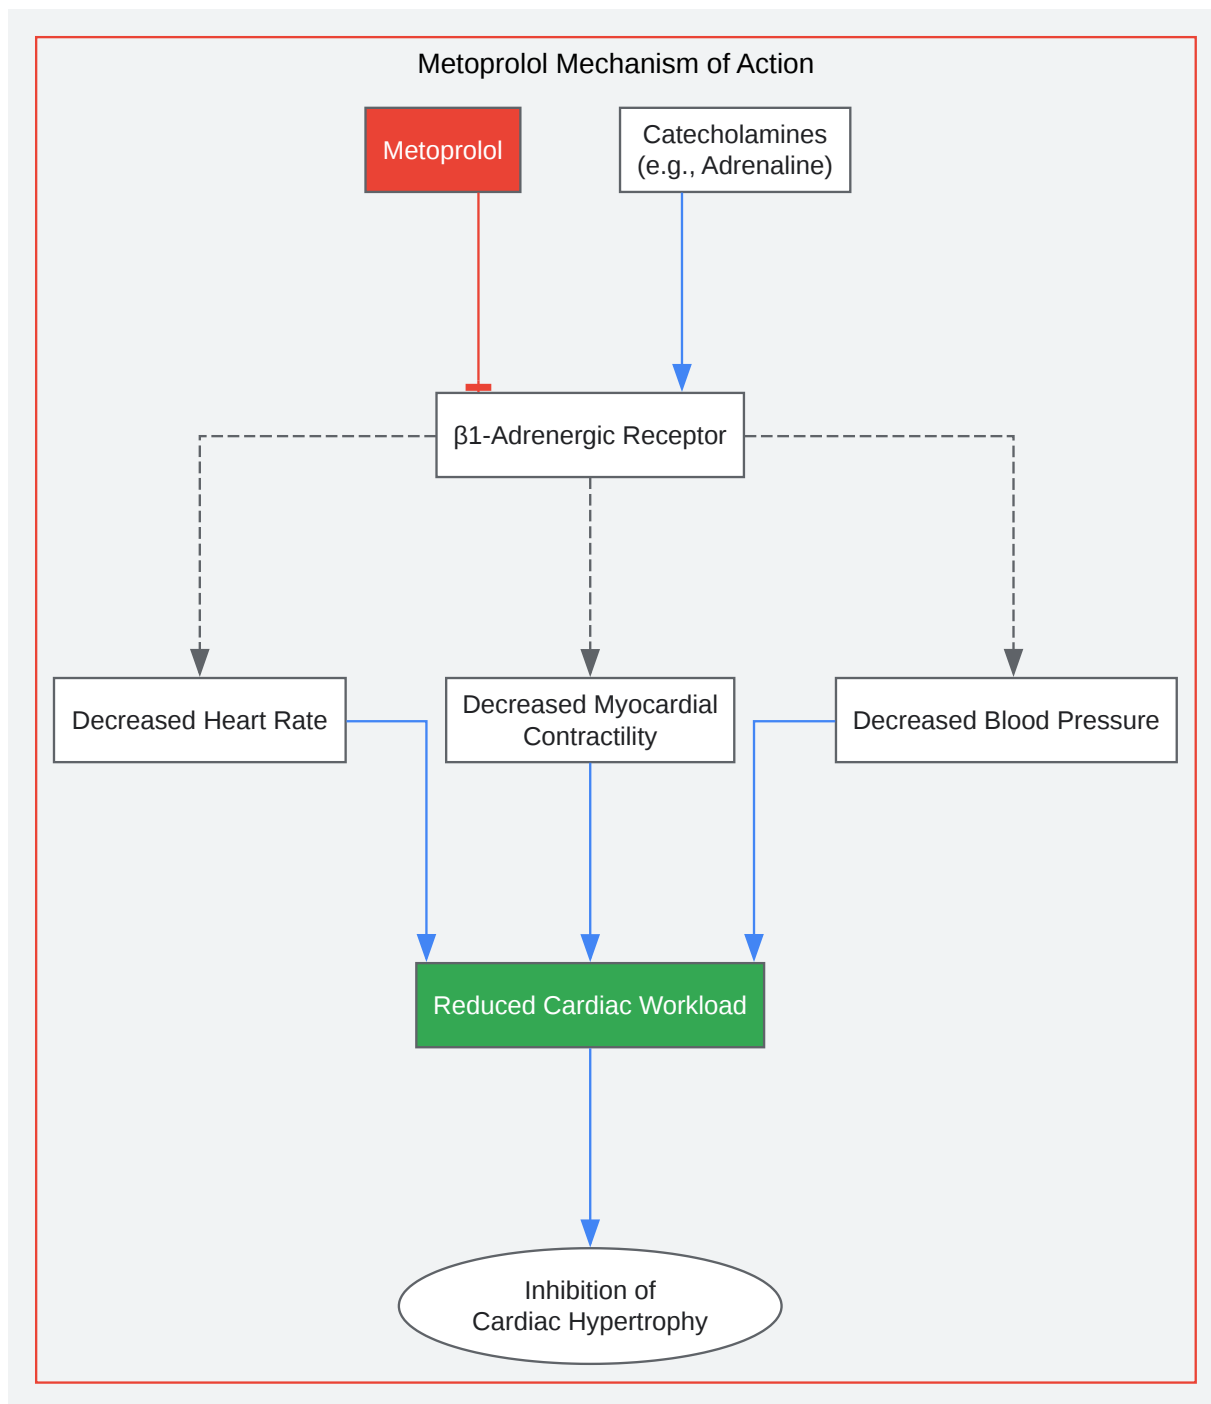 Metoprolol Mechanism of Action
Metoprolol
Catecholamines
(e.g., Adrenaline)
β1-Adrenergic Receptor
Decreased Heart Rate
Decreased Myocardial
Contractility
Decreased Blood Pressure
Reduced Cardiac Workload
Inhibition of
Cardiac Hypertrophy